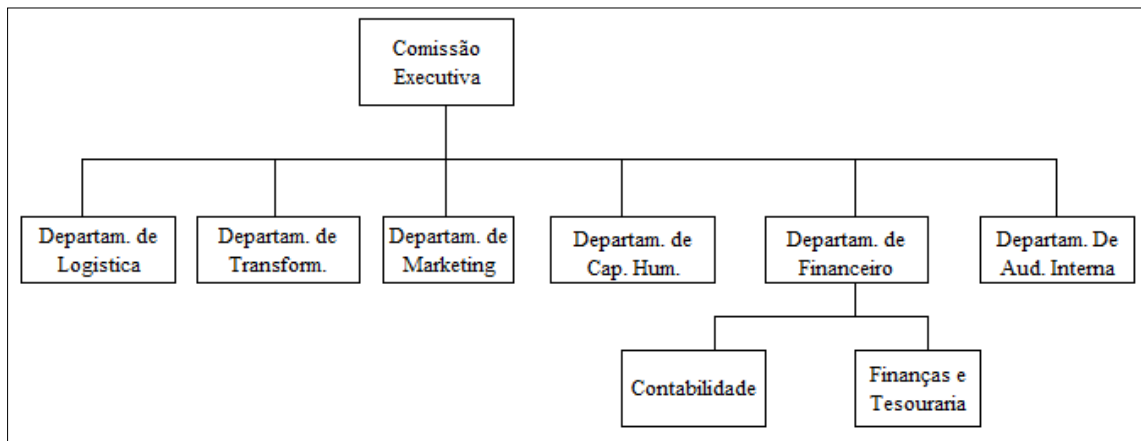 Comissão
Executiva
Departam. de
Logistica
Departam. de
Transform.
Departam. de
Marketing
Departam. de
Cap. Hum.
Departam. de
Financeiro
Departam. De
Aud. Interna
Contabilidade
Finanças e
Tesouraria